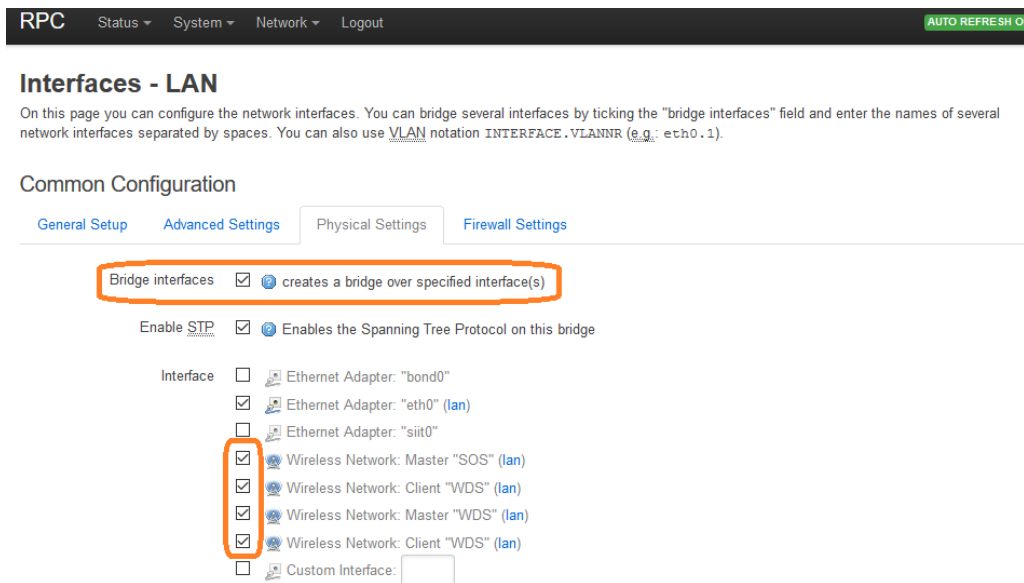 RPC Status System Network Logout AUTO REFRESH
Interfaces - LAN
On this page you can configure the network interfaces. You can bridge several interfaces by ticking the "bridge interfaces" field and enter the names of several
network interfaces separated by spaces. You can also use VLAN notation INTERFACE.VLANNR (e.g.: eth0.1).
Common Configuration
General Setup Advanced Settings Physical Settings Firewall Settings
Bridge interfaces creates a bridge over specified interface(s)
Enable STP Enables the Spanning Tree Protocol on this bridge
Interface Ethernet Adapter: "bond0"
Ethernet Adapter: "eth0" (lan)
Ethernet Adapter: "siit0"
Wireless Network: Master "SOS" (lan)
Wireless Network: Client "WDS" (lan)
Wireless Network: Master "WDS" (lan)
Wireless Network: Client "WDS" (lan)
Custom Interface: